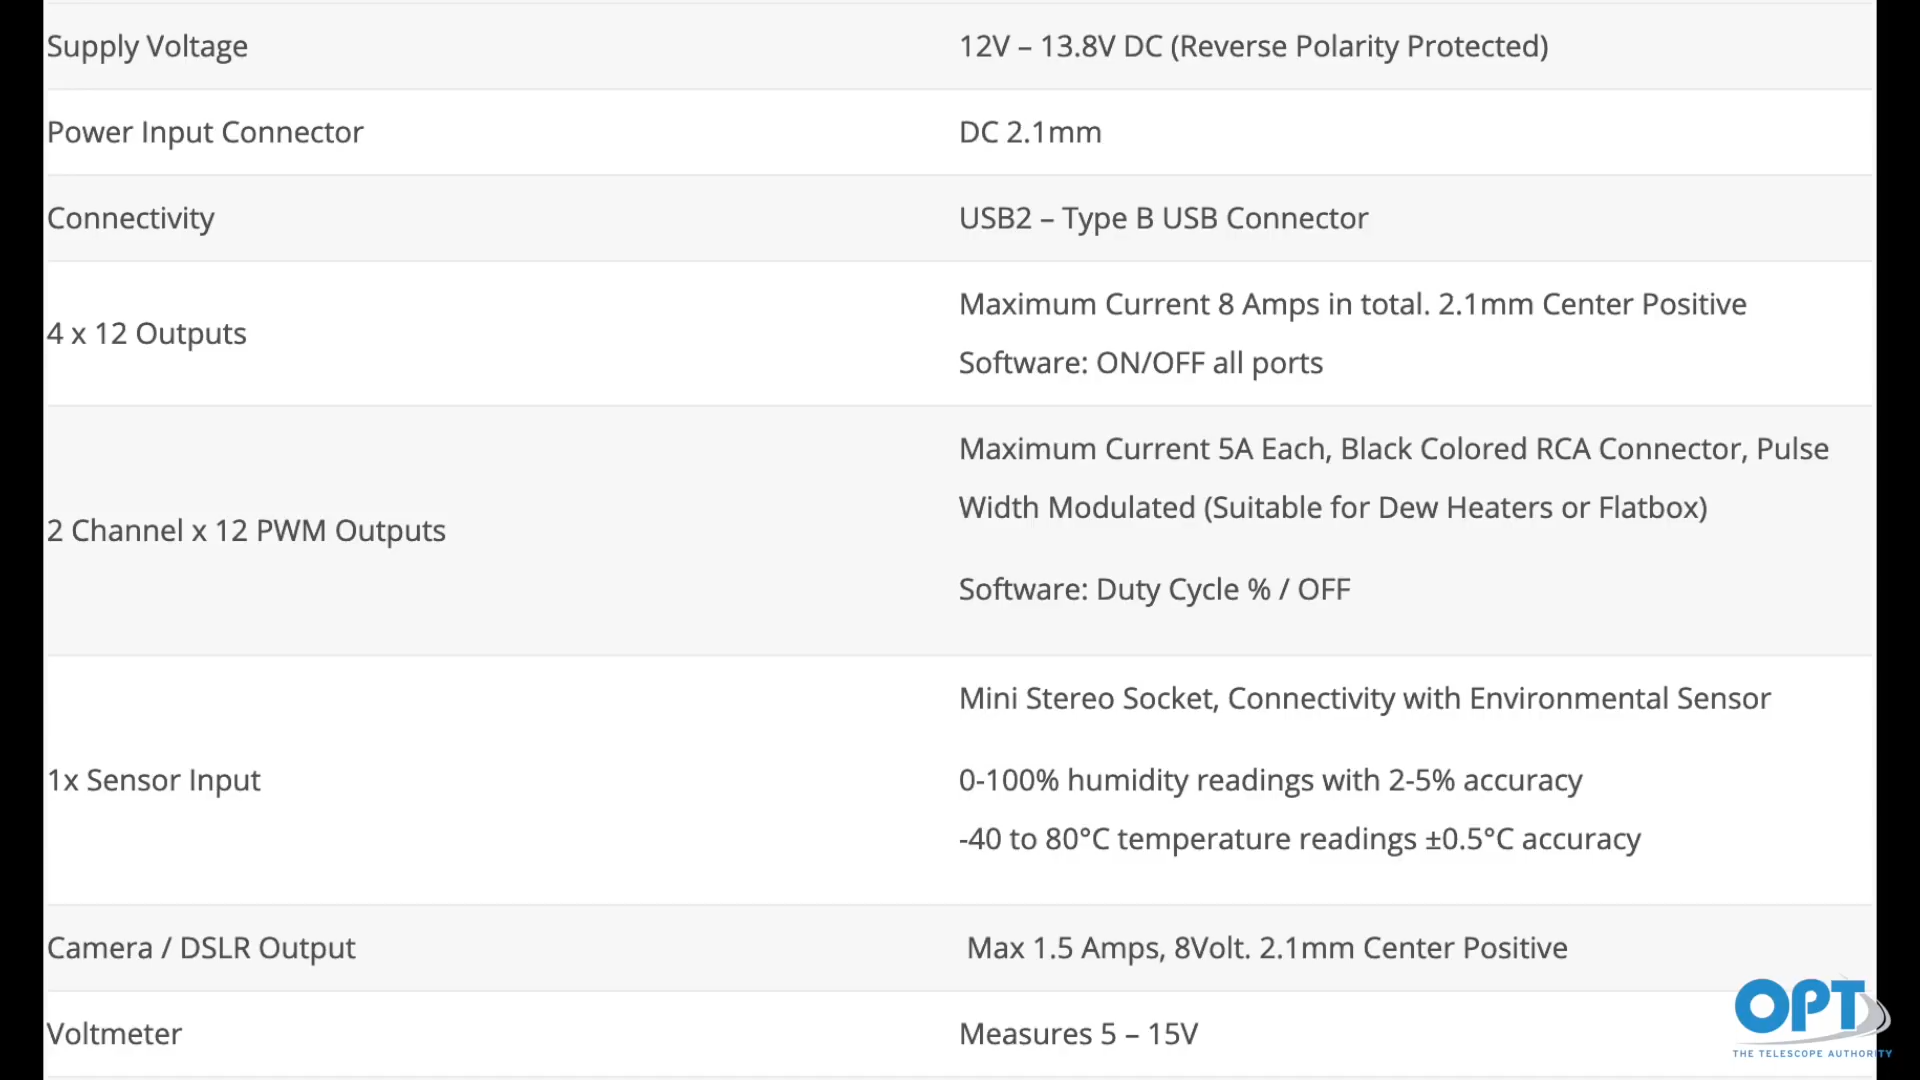 Supply Voltage
12V – 13.8V DC (Reverse Polarity Protected)
Power Input Connector
DC 2.1mm
Connectivity
USB2 – Type B USB Connector
4 x 12 Outputs
Maximum Current 8 Amps in total. 2.1mm Center Positive
Software: ON/OFF all ports
2 Channel x 12 PWM Outputs
Maximum Current 5A Each, Black Colored RCA Connector, Pulse
Width Modulated (Suitable for Dew Heaters or Flatbox)
Software: Duty Cycle % / OFF
1x Sensor Input
Mini Stereo Socket, Connectivity with Environmental Sensor
0-100% humidity readings with 2-5% accuracy
-40 to 80°C temperature readings ±0.5°C accuracy
Camera / DSLR Output
Max 1.5 Amps, 8Volt. 2.1mm Center Positive
Voltmeter
Measures 5 – 15V
OPT
THE TELESCOPE AUTHORITY